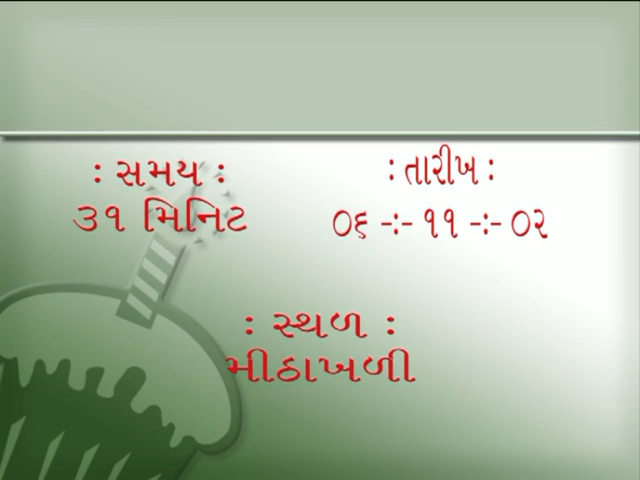 : સમય :
૩૧ મિનિટ
: તારીખ :
૦૬ -:- ૧૧ -:- ૦૨
: સ્થળ :
મીઠાખળી